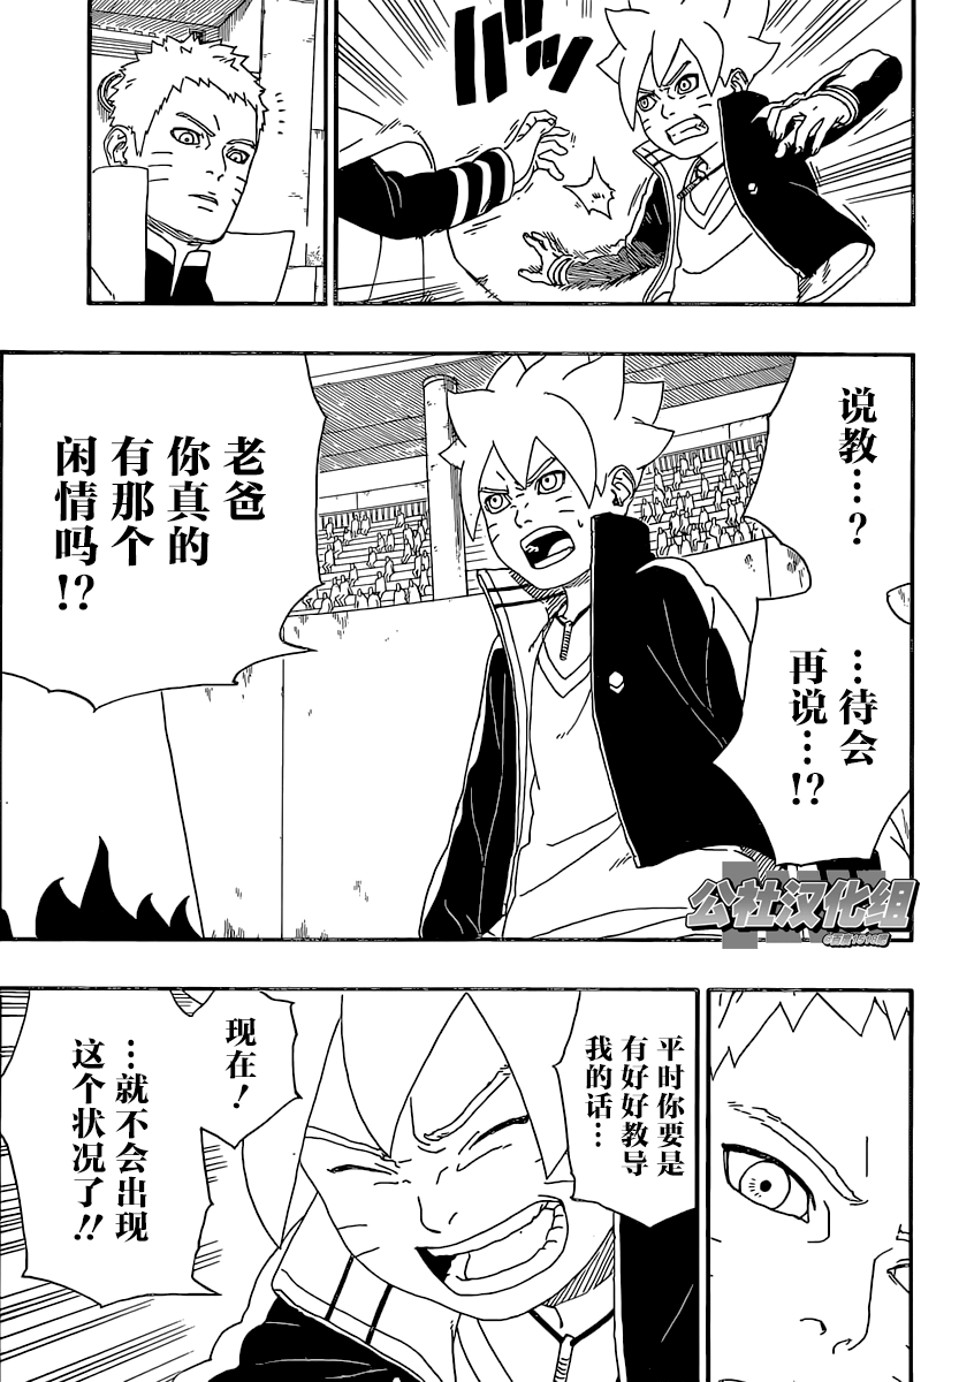 说教…?
…待会
再说…!?
老爸
你真的
有那个
闲情吗!?
公社汉化组
平时你要是
有好好教导
我的话…
现在！
…就不会出现
这个状况了!!